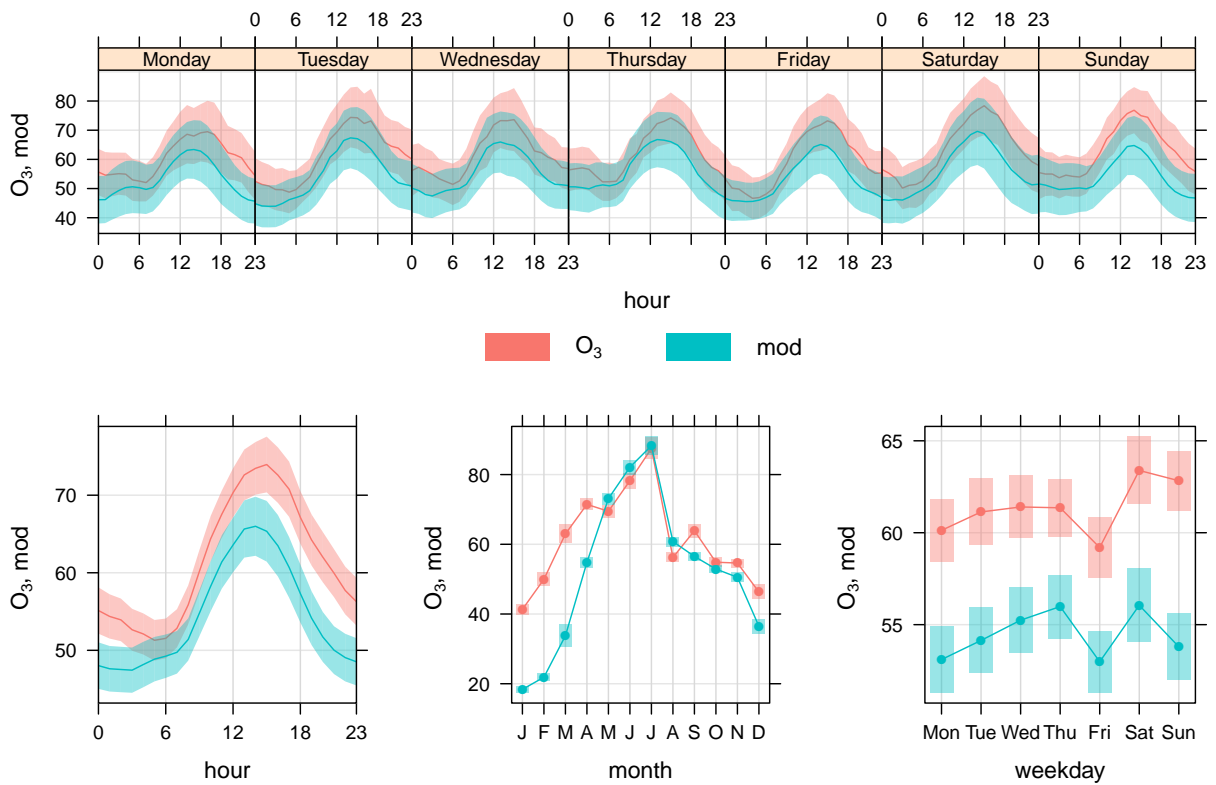 0 6 12 18 23 0 6 12 18 23 0 6 12 18 23
Monday Tuesday Wednesday Thursday Friday Saturday Sunday
O₃, mod
80
70
60
50
40
0 6 12 18 23 0 6 12 18 23 0 6 12 18 23 0 6 12 18 23
hour
O₃ mod
O₃, mod
70
60
50
0 6 12 18 23
hour
O₃, mod
80
60
40
20
J F M A M J J A S O N D
month
O₃, mod
65
60
55
Mon Tue Wed Thu Fri Sat Sun
weekday